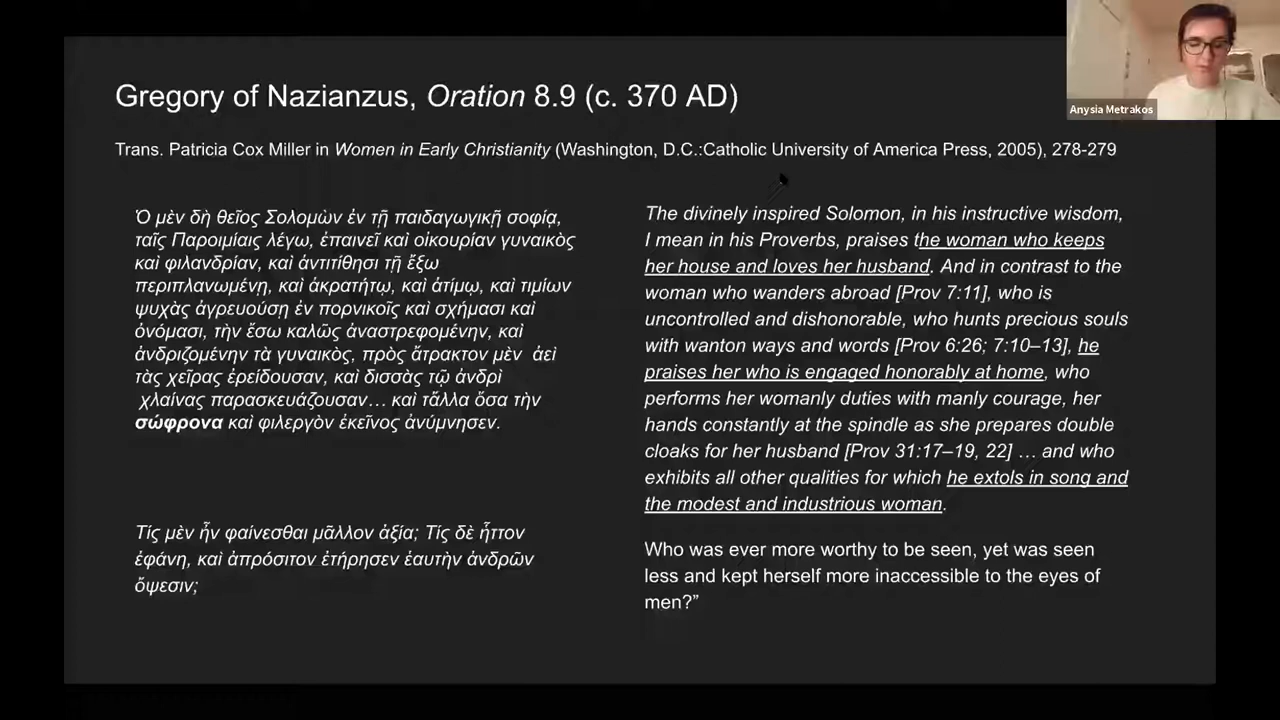 Gregory of Nazianzus, Oration 8.9 (c. 370 AD)
Anysia Metrakos
Trans. Patricia Cox Miller in Women in Early Christianity (Washington, D.C.:Catholic University of America Press, 2005), 278-279
Ὁ μὲν δὴ θεῖος Σολομὼν ἐν τῇ παιδαγωγικῇ σοφίᾳ,
ταῖς Παροιμίαις λέγω, ἐπαινεῖ καὶ οἰκουρίαν γυναικὸς
καὶ φιλανδρίαν, καὶ ἀντιτίθησι τῇ ἔξω
περιπλανωμένῃ, καὶ ἀκρατήτῳ, καὶ ἀτίμῳ, καὶ τιμίων
ψυχὰς ἀγρευούσῃ ἐν πορνικοῖς καὶ σχήμασι καὶ
ὀνόμασι, τὴν ἔσω καλῶς ἀναστρεφομένην, καὶ
ἀνδριζομένην τὰ γυναικὸς, πρὸς ἄτρακτον μὲν ἀεὶ
τὰς χεῖρας ἐρείδουσαν, καὶ δισσὰς τῷ ἀνδρὶ
χλαίνας παρασκευάζουσαν… καὶ τἄλλα ὅσα τὴν
σώφρονα καὶ φιλεργὸν ἐκεῖνος ἀνύμνησεν.
Τίς μὲν ἦν φαίνεσθαι μᾶλλον ἀξία; Τίς δὲ ἧττον
ἐφάνη, καὶ ἀπρόσιτον ἐτήρησεν ἑαυτὴν ἀνδρῶν
ὄψεσιν;
The divinely inspired Solomon, in his instructive wisdom,
I mean in his Proverbs, praises the woman who keeps
her house and loves her husband. And in contrast to the
woman who wanders abroad [Prov 7:11], who is
uncontrolled and dishonorable, who hunts precious souls
with wanton ways and words [Prov 6:26; 7:10–13], he
praises her who is engaged honorably at home, who
performs her womanly duties with manly courage, her
hands constantly at the spindle as she prepares double
cloaks for her husband [Prov 31:17–19, 22] … and who
exhibits all other qualities for which he extols in song and
the modest and industrious woman.
Who was ever more worthy to be seen, yet was seen
less and kept herself more inaccessible to the eyes of
men?”